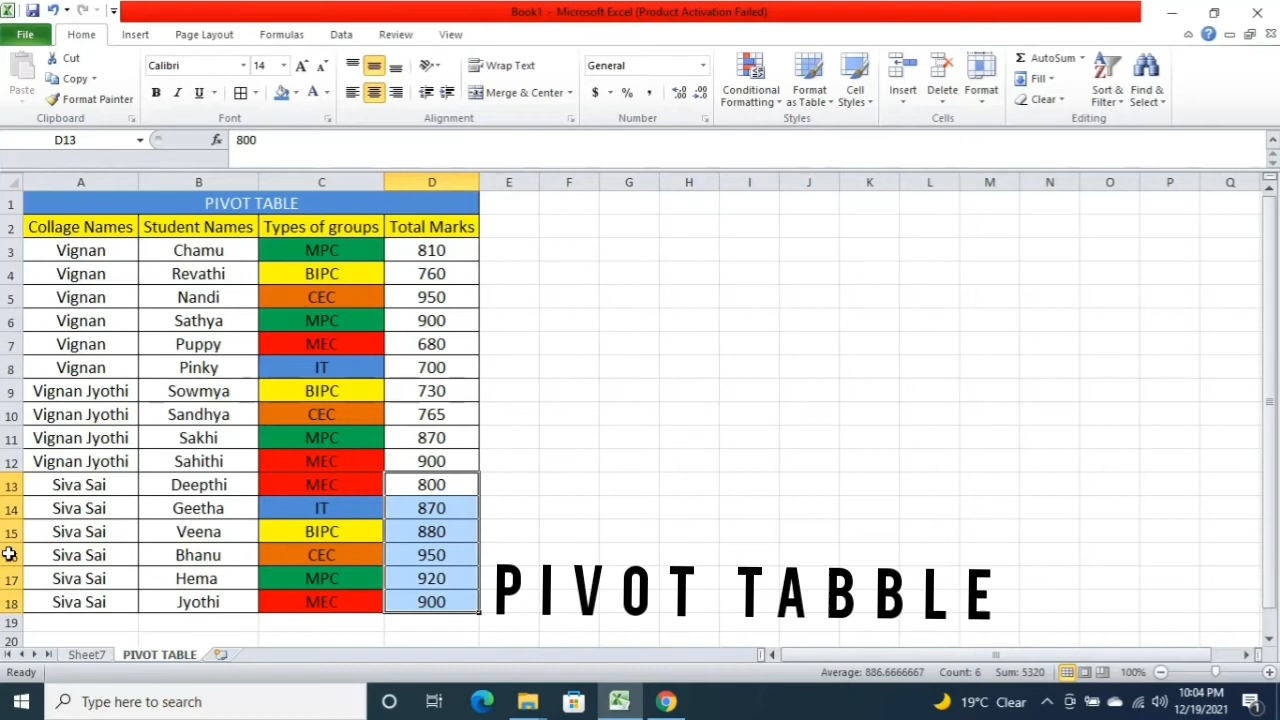 Book1 - Microsoft Excel (Product Activation Failed)
File Home Insert Page Layout Formulas Data Review View
Paste
Cut
Copy
Format Painter
Clipboard
Calibri 14
B I U
Font
Wrap Text
Merge & Center
Alignment
General
$ % ,
Number
Conditional Formatting
Format as Table
Cell Styles
Styles
Insert Delete Format
Cells
AutoSum
Fill
Clear
Sort & Filter
Find & Select
Editing
D13 fx 800
A B C D E F G H I J K L M N O P Q
1 PIVOT TABLE
2 Collage Names Student Names Types of groups Total Marks
3 Vignan Chamu MPC 810
4 Vignan Revathi BIPC 760
5 Vignan Nandi CEC 950
6 Vignan Sathya MPC 900
7 Vignan Puppy MEC 680
8 Vignan Pinky IT 700
9 Vignan Jyothi Sowmya BIPC 730
10 Vignan Jyothi Sandhya CEC 765
11 Vignan Jyothi Sakhi MPC 870
12 Vignan Jyothi Sahithi MEC 900
13 Siva Sai Deepthi MEC 800
14 Siva Sai Geetha IT 870
15 Siva Sai Veena BIPC 880
Siva Sai Bhanu CEC 950
17 Siva Sai Hema MPC 920
18 Siva Sai Jyothi MEC 900
PIVOT TABBLE
19
20
Sheet7 PIVOT TABLE
Ready Average: 886.6666667 Count: 6 Sum: 5320 100%
Type here to search
19°C Clear
10:04 PM
12/19/2021
1